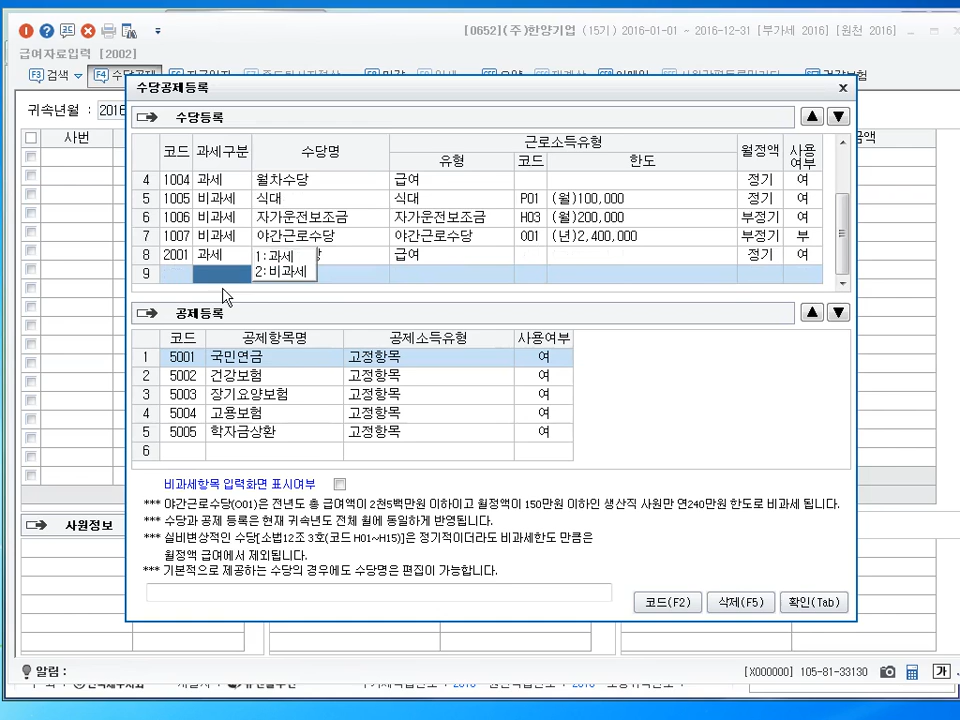 [0652](주)한양기업 (15기) 2016-01-01 ~ 2016-12-31 [부가세 2016] [원천 2016]
급여자료입력 [2002]
F3 검색 F4
귀속년월 : 2016
사번
수당공제등록
수당등록
코드 과세구분 수당명 근로소득유형 월정액 사용여부
유형 코드 한도
4 1004 과세 월차수당 급여 정기 여
5 1005 비과세 식대 식대 P01 (월)100,000 정기 여
6 1006 비과세 자가운전보조금 자가운전보조금 H03 (월)200,000 부정기 여
7 1007 비과세 야간근로수당 야간근로수당 O01 (년)2,400,000 부정기 부
8 2001 과세 급여 정기 여
9
1:과세
2:비과세
공제등록
코드 공제항목명 공제소득유형 사용여부
1 5001 국민연금 고정항목 여
2 5002 건강보험 고정항목 여
3 5003 장기요양보험 고정항목 여
4 5004 고용보험 고정항목 여
5 5005 학자금상환 고정항목 여
6
비과세항목 입력화면 표시여부
*** 야간근로수당(O01)은 전년도 총 급여액이 2천5백만원 이하이고 월정액이 150만원 이하인 생산직 사원만 연240만원 한도로 비과세 됩니다.
*** 수당과 공제 등록은 현재 귀속년도 전체 월에 동일하게 반영됩니다.
*** 실비변상적인 수당[소법12조 3호(코드 H01~H15)]은 정기적이더라도 비과세한도 만큼은
월정액 급여에서 제외됩니다.
*** 기본적으로 제공하는 수당의 경우에도 수당명은 편집이 가능합니다.
코드(F2) 삭제(F5) 확인(Tab)
사원정보
알림 :
[X000000] 105-81-33130
가